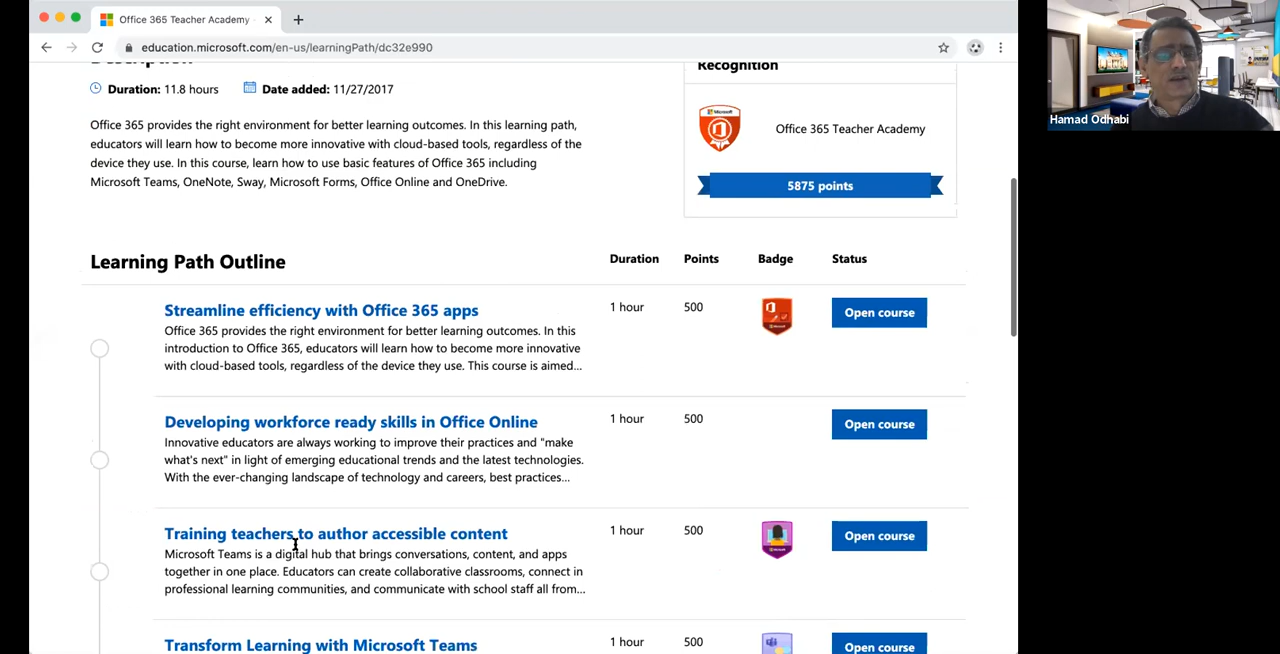 Office 365 Teacher Academy
education.microsoft.com/en-us/learningPath/dc32e990
Hamad Odhabi
Description
Duration: 11.8 hours Date added: 11/27/2017
Office 365 provides the right environment for better learning outcomes. In this learning path,
educators will learn how to become more innovative with cloud-based tools, regardless of the
device they use. In this course, learn how to use basic features of Office 365 including
Microsoft Teams, OneNote, Sway, Microsoft Forms, Office Online and OneDrive.
Recognition
Microsoft
Office 365 Teacher Academy
5875 points
Learning Path Outline Duration Points Badge Status
Streamline efficiency with Office 365 apps 1 hour 500 Open course
Office 365 provides the right environment for better learning outcomes. In this
introduction to Office 365, educators will learn how to become more innovative
with cloud-based tools, regardless of the device they use. This course is aimed...
Developing workforce ready skills in Office Online 1 hour 500 Open course
Innovative educators are always working to improve their practices and "make
what's next" in light of emerging educational trends and the latest technologies.
With the ever-changing landscape of technology and careers, best practices...
Training teachers to author accessible content 1 hour 500 Open course
Microsoft Teams is a digital hub that brings conversations, content, and apps
together in one place. Educators can create collaborative classrooms, connect in
professional learning communities, and communicate with school staff all from...
Transform Learning with Microsoft Teams 1 hour 500 Open course